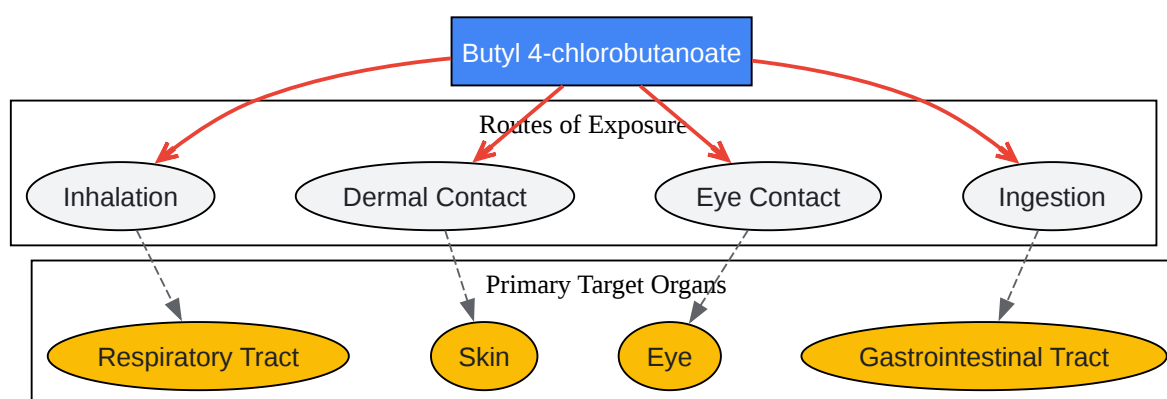 Butyl 4-chlorobutanoate
Routes of Exposure
Inhalation
Dermal Contact
Eye Contact
Ingestion
Primary Target Organs
Respiratory Tract
Skin
Eye
Gastrointestinal Tract